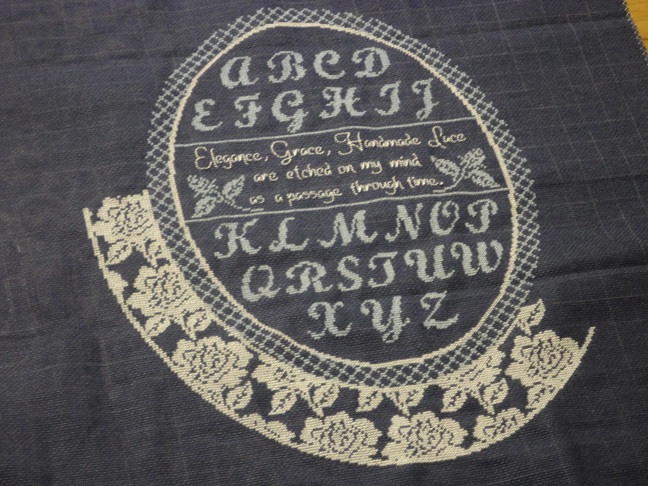 A B C D
E F G H I J
Elegance, Grace, Handmade Lace
are etched on my mind
as a passage through time.
K L M N O P
Q R S T U W
X Y Z